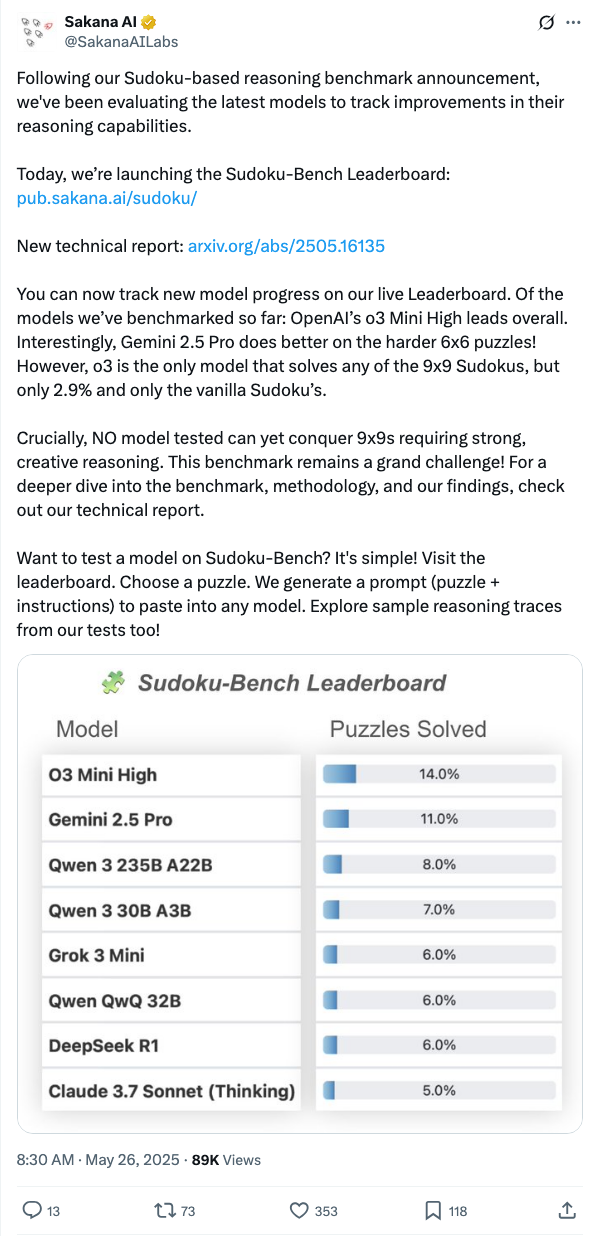 Sakana AI
@SakanaAILabs
Following our Sudoku-based reasoning benchmark announcement,
we've been evaluating the latest models to track improvements in their
reasoning capabilities.
Today, we’re launching the Sudoku-Bench Leaderboard:
pub.sakana.ai/sudoku/
New technical report: arxiv.org/abs/2505.16135
You can now track new model progress on our live Leaderboard. Of the
models we’ve benchmarked so far: OpenAI’s o3 Mini High leads overall.
Interestingly, Gemini 2.5 Pro does better on the harder 6x6 puzzles!
However, o3 is the only model that solves any of the 9x9 Sudokus, but
only 2.9% and only the vanilla Sudoku’s.
Crucially, NO model tested can yet conquer 9x9s requiring strong,
creative reasoning. This benchmark remains a grand challenge! For a
deeper dive into the benchmark, methodology, and our findings, check
out our technical report.
Want to test a model on Sudoku-Bench? It's simple! Visit the
leaderboard. Choose a puzzle. We generate a prompt (puzzle +
instructions) to paste into any model. Explore sample reasoning traces
from our tests too!
Sudoku-Bench Leaderboard
Model Puzzles Solved
O3 Mini High 14.0%
Gemini 2.5 Pro 11.0%
Qwen 3 235B A22B 8.0%
Qwen 3 30B A3B 7.0%
Grok 3 Mini 6.0%
Qwen QwQ 32B 6.0%
DeepSeek R1 6.0%
Claude 3.7 Sonnet (Thinking) 5.0%
8:30 AM · May 26, 2025 · 89K Views
13 73 353 118